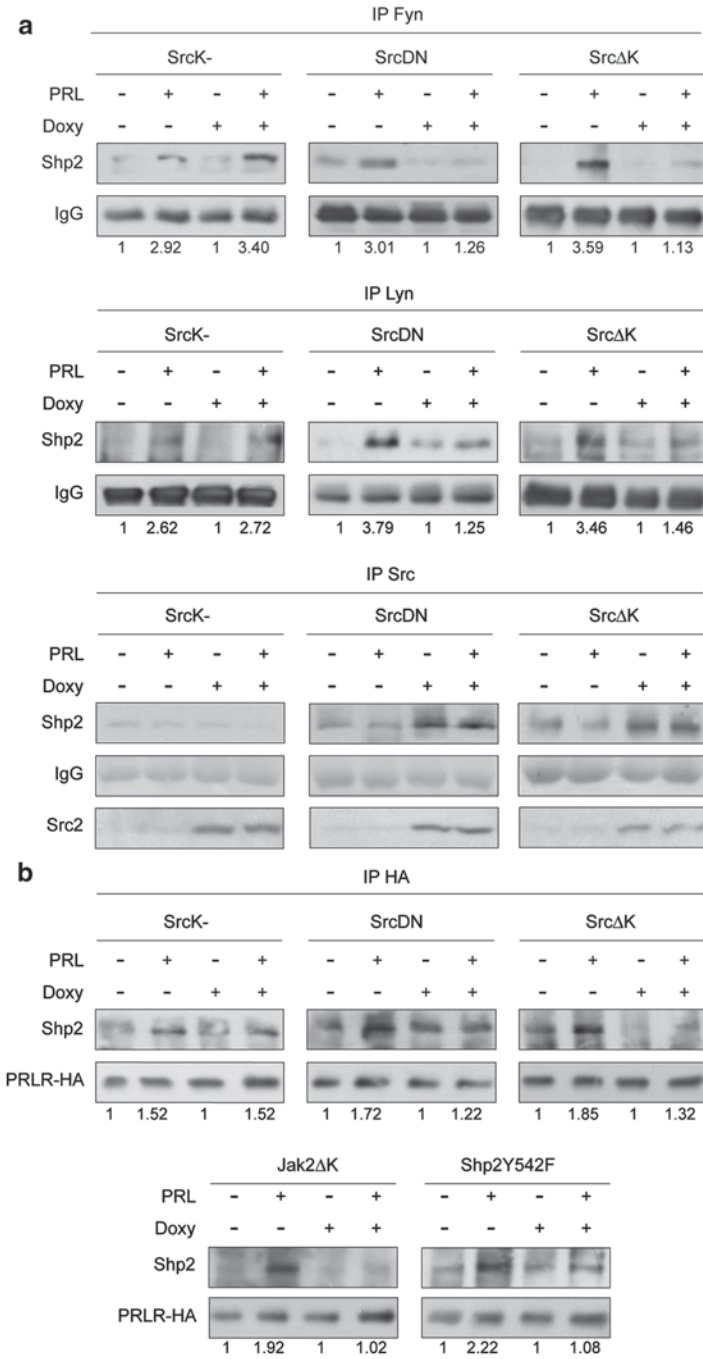 a
IP Fyn
SrcK- SrcDN SrcΔK
PRL - + - + - + - + - + - +
Doxy - - + + - - + + - - + +
Shp2
IgG
1 2.92 1 3.40 1 3.01 1 1.26 1 3.59 1 1.13
IP Lyn
SrcK- SrcDN SrcΔK
PRL - + - + - + - + - + - +
Doxy - - + + - - + + - - + +
Shp2
IgG
1 2.62 1 2.72 1 3.79 1 1.25 1 3.46 1 1.46
IP Src
SrcK- SrcDN SrcΔK
PRL - + - + - + - + - + - +
Doxy - - + + - - + + - - + +
Shp2
IgG
Src2
b
IP HA
SrcK- SrcDN SrcΔK
PRL - + - + - + - + - + - +
Doxy - - + + - - + + - - + +
Shp2
PRLR-HA
1 1.52 1 1.52 1 1.72 1 1.22 1 1.85 1 1.32
Jak2ΔK Shp2Y542F
PRL - + - + - + - +
Doxy - - + + - - + +
Shp2
PRLR-HA
1 1.92 1 1.02 1 2.22 1 1.08